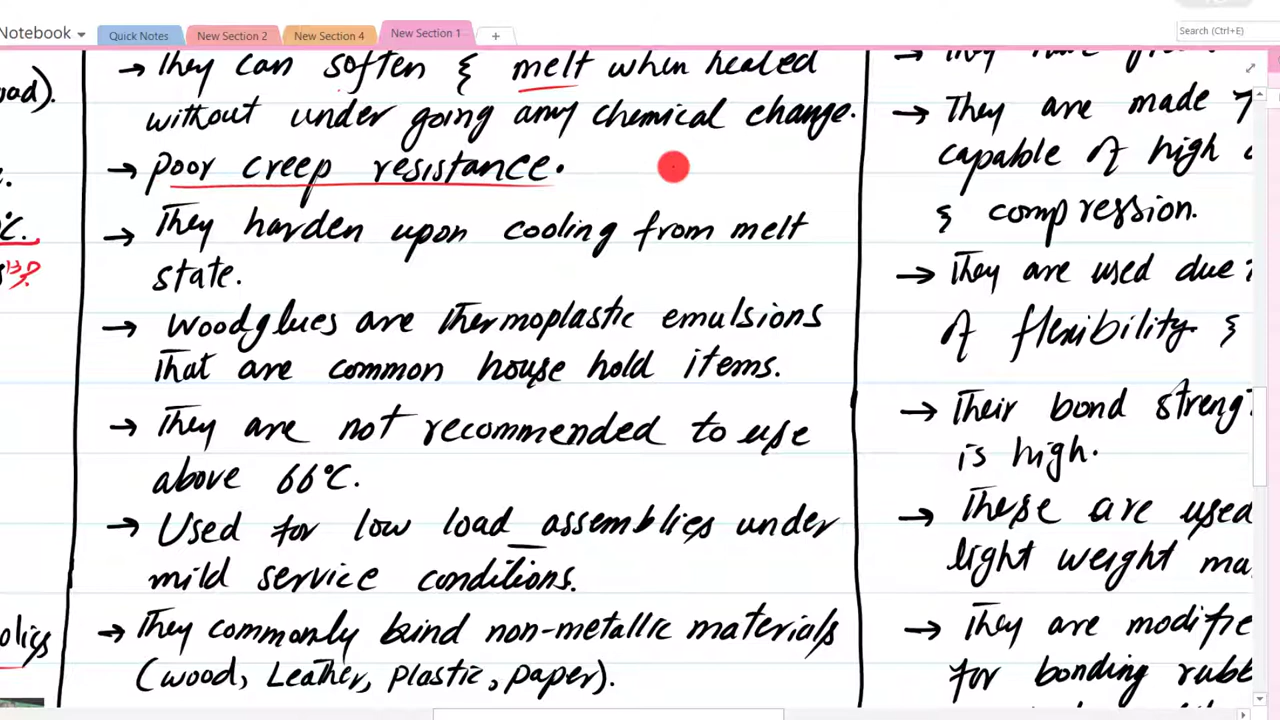 Notebook
Quick Notes
New Section 2
New Section 4
New Section 1
+
Search (Ctrl+E)
oad).
°C.
olics
→ They can soften & melt when heated
without under going any chemical change.
→ Poor creep resistance.
→ They harden upon cooling from melt
state.
→ Woodglues are thermoplastic emulsions
that are common house hold items.
→ They are not recommended to use
above 66°C.
→ Used for low load assemblies under
mild service conditions.
→ They commonly bind non-metallic materials
(wood, Leather, plastic, paper).
→ They have
→ They are made
capable of high
& compression.
→ They are used due
of flexibility &
→ Their bond streng
is high.
→ These are used
light weight ma
→ They are modifie
for bonding rubb